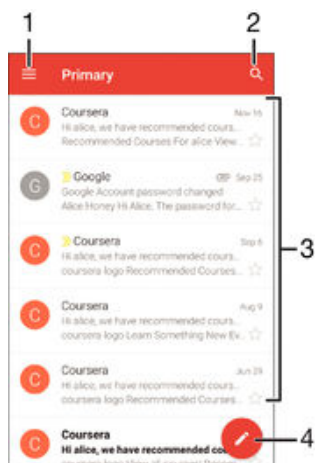 1
2
Primary
Coursera Nov 16
Hi alice, we have recommended cours...
Recommended Courses For alice View...
Google Sep 25
Google Account password changed
Alice Honey Hi Alice, The password for...
Coursera Sep 6
Hi alice, we have recommended cours...
coursera logo Recommended Courses...
3
Coursera Aug 9
Hi alice, we have recommended cours...
coursera logo Learn Something New Ev..
Coursera Jun 29
Hi alice, we have recommended cours...
coursera logo Recommended Courses...
Coursera
Hi alice, we have recommended cou
4
C
G
C
C
C
C